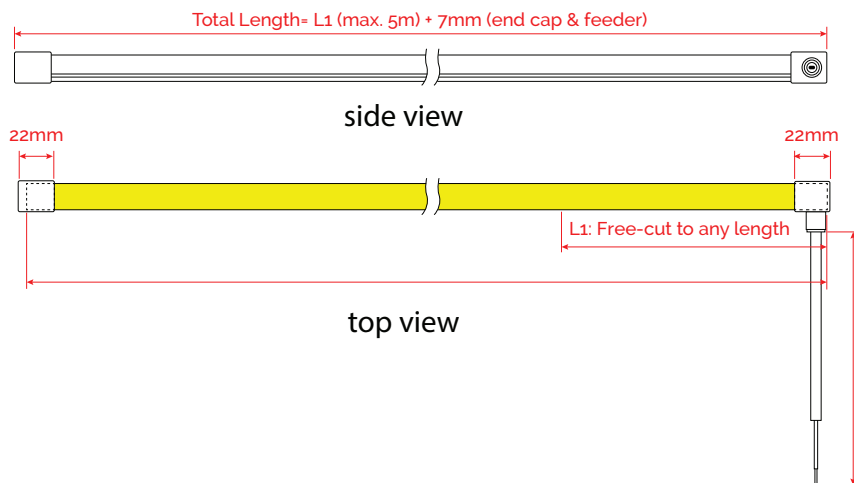 Total Length= L1 (max. 5m) + 7mm (end cap & feeder)
side view
22mm
22mm
L1: Free-cut to any length
top view